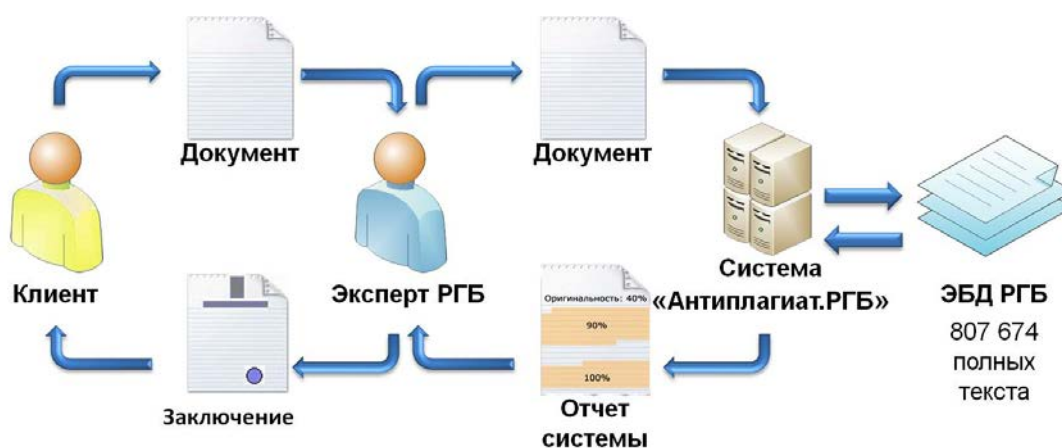 Документ
Документ
Клиент
Эксперт РГБ
Система
«Антиплагиат.РГБ»
ЭБД РГБ
807 674
полных
текста
Оригинальность: 40%
90%
100%
Заключение
Отчет
системы